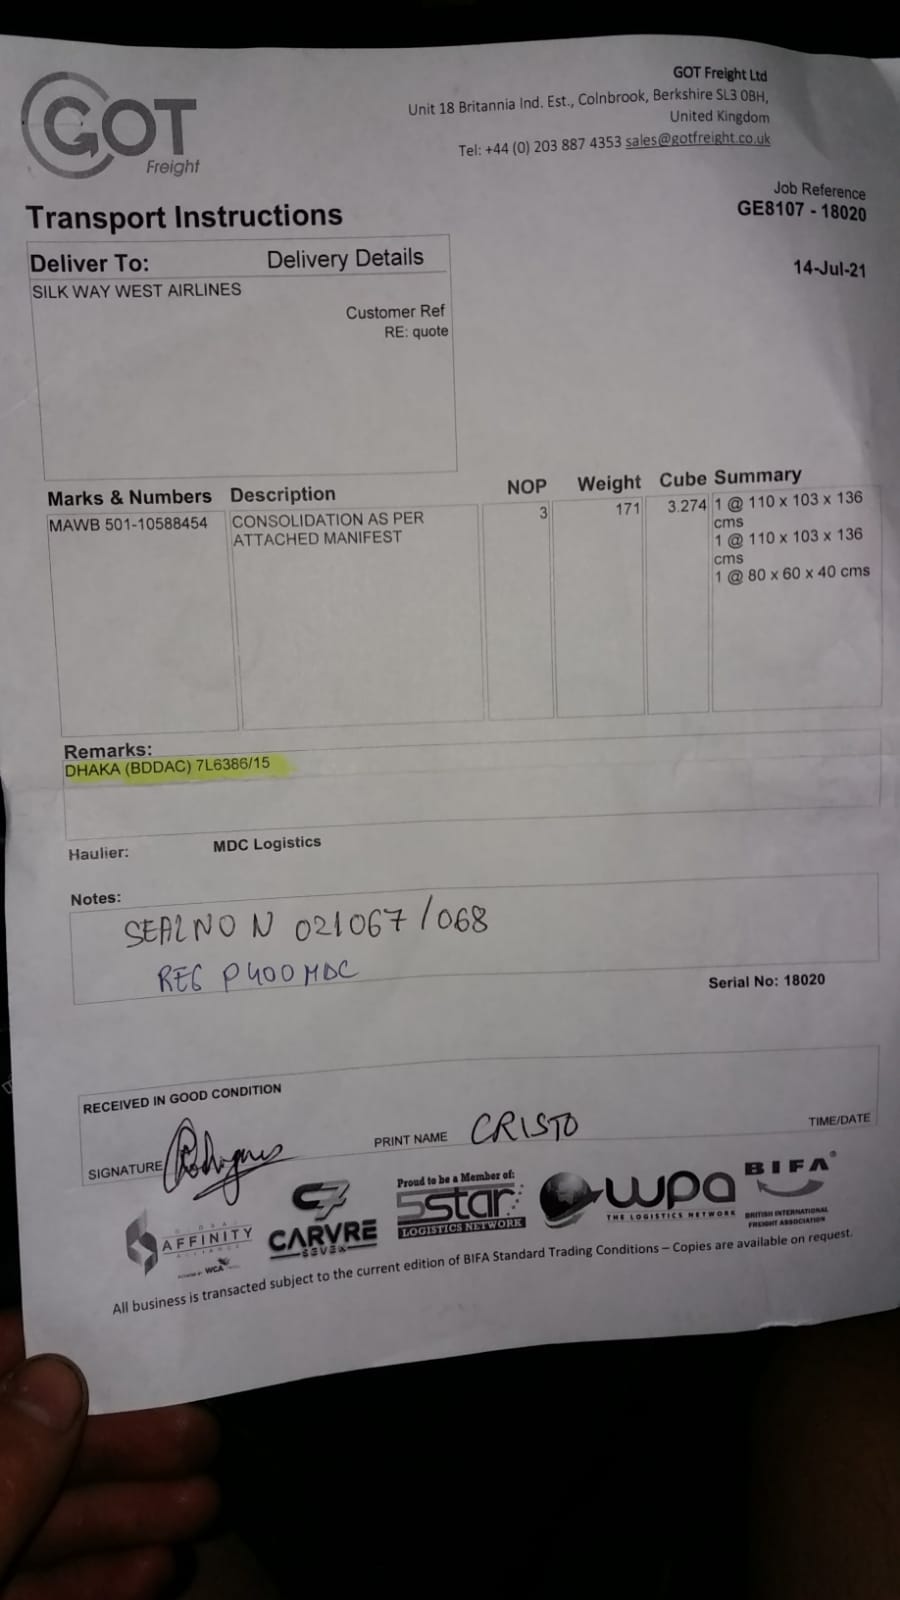 GOT
Freight
GOT Freight Ltd
Unit 18 Britannia Ind. Est., Colnbrook, Berkshire SL3 0BH,
United Kingdom
Tel: +44 (0) 203 887 4353 sales@gotfreight.co.uk
Job Reference
GE8107 - 18020
14-Jul-21
Transport Instructions
Deliver To: Delivery Details
SILK WAY WEST AIRLINES
Customer Ref
RE: quote
Marks & Numbers Description NOP Weight Cube Summary
MAWB 501-10588454 CONSOLIDATION AS PER 3 171 3.274 1 @ 110 x 103 x 136
ATTACHED MANIFEST cms
1 @ 110 x 103 x 136
cms
1 @ 80 x 60 x 40 cms
Remarks:
DHAKA (BDDAC) 7L6386/15
Haulier: MDC Logistics
Notes:
SEALNO N 021067/068
REG P400MDC
Serial No: 18020
RECEIVED IN GOOD CONDITION
SIGNATURE PRINT NAME CRISTO TIME/DATE
GLOBAL
AFFINITY
ALLIANCE
WCA
C7
CARVRE
SEVEN
Proud to be a Member of:
5star
LOGISTICS NETWORK
wpa
THE LOGISTICS NETWORK
BIFA
BRITISH INTERNATIONAL
FREIGHT ASSOCIATION
All business is transacted subject to the current edition of BIFA Standard Trading Conditions – Copies are available on request.